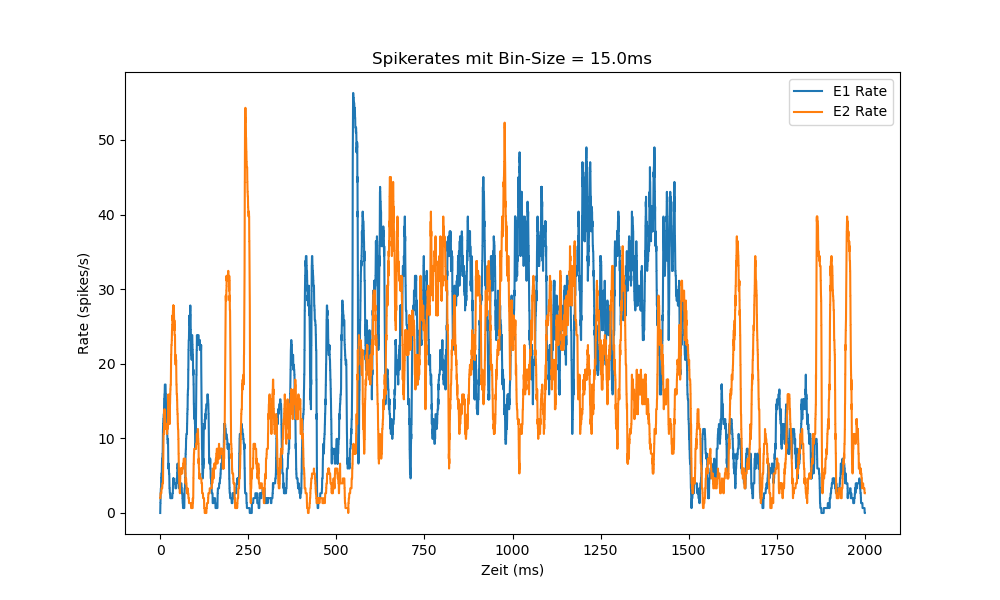 Spikerates mit Bin-Size = 15.0ms
E1 Rate
E2 Rate
50
40
30
20
10
0
Rate (spikes/s)
0 250 500 750 1000 1250 1500 1750 2000
Zeit (ms)